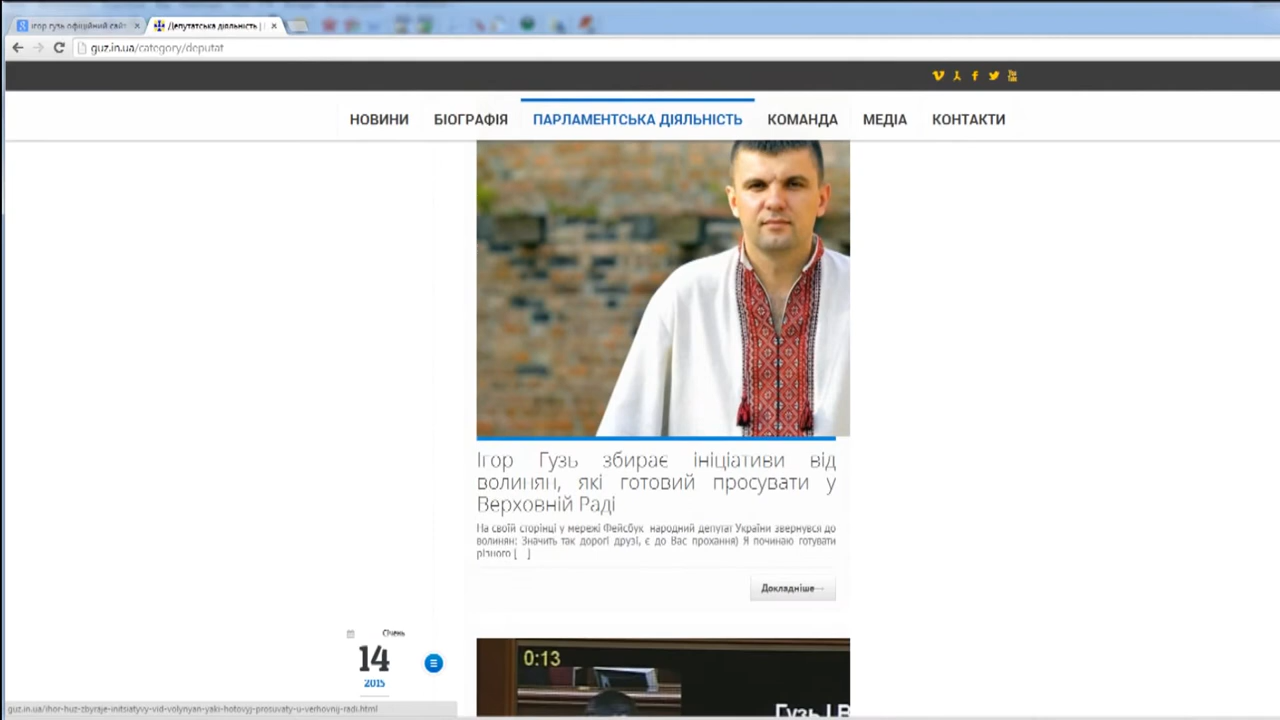 ігор гузь офіційний сайт
Депутатська діяльність |
guz.in.ua/category/deputat
НОВИНИ БІОГРАФІЯ ПАРЛАМЕНТСЬКА ДІЯЛЬНІСТЬ КОМАНДА МЕДІА КОНТАКТИ
Ігор Гузь збирає ініціативи від
волинян, які готовий просувати у
Верховній Раді
На своїй сторінці у мережі Фейсбук народний депутат України звернувся до
волинян: Значить так дорогі друзі, є до Вас прохання) Я починаю готувати
різного [ ]
Докладніше
Січень
14
2015
0:13
Гузь І В
guz.in.ua/ihor-huz-zbyraje-initsiatyvy-vid-volynyan-yaki-hotovyj-prosuvaty-u-verhovnij-radi.html